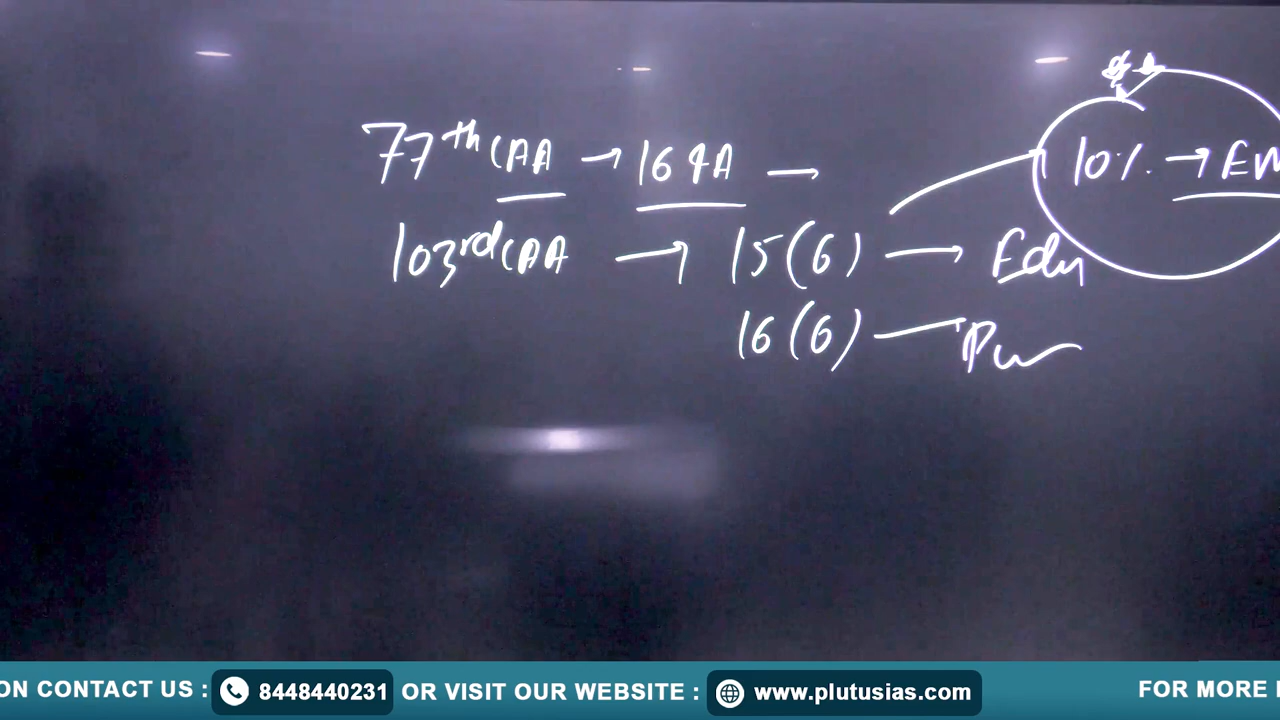 77th CAA → 164A →
10% → EW
103rd CAA → 15(6) → Edu
16(6) —
ON CONTACT US : 8448440231 OR VISIT OUR WEBSITE : www.plutusias.com FOR MORE I